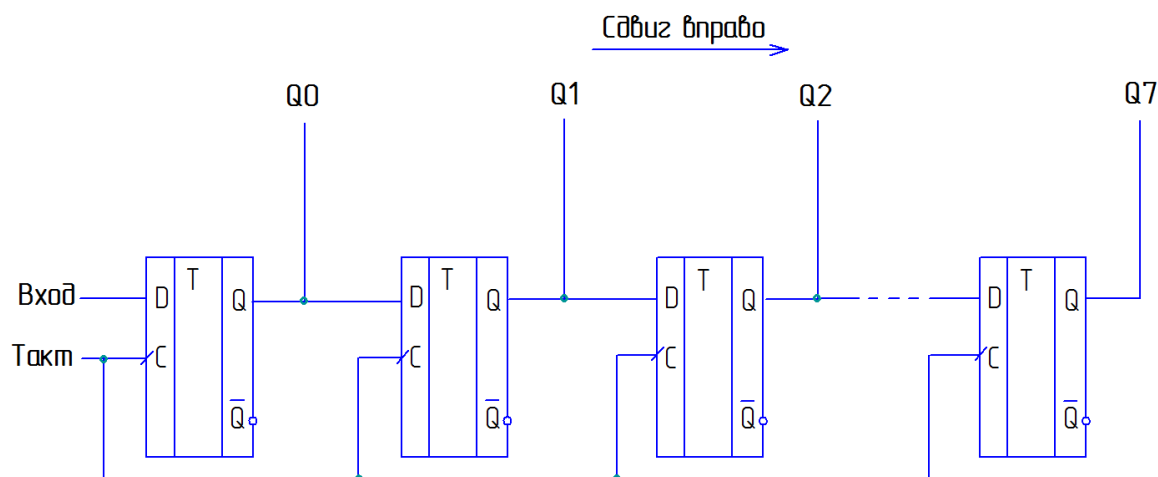 Сдвиг вправо
Q0 Q1 Q2 Q7
T T T T
Вход D Q D Q D Q D Q
Такт C C C C
Q̅ Q̅ Q̅ Q̅